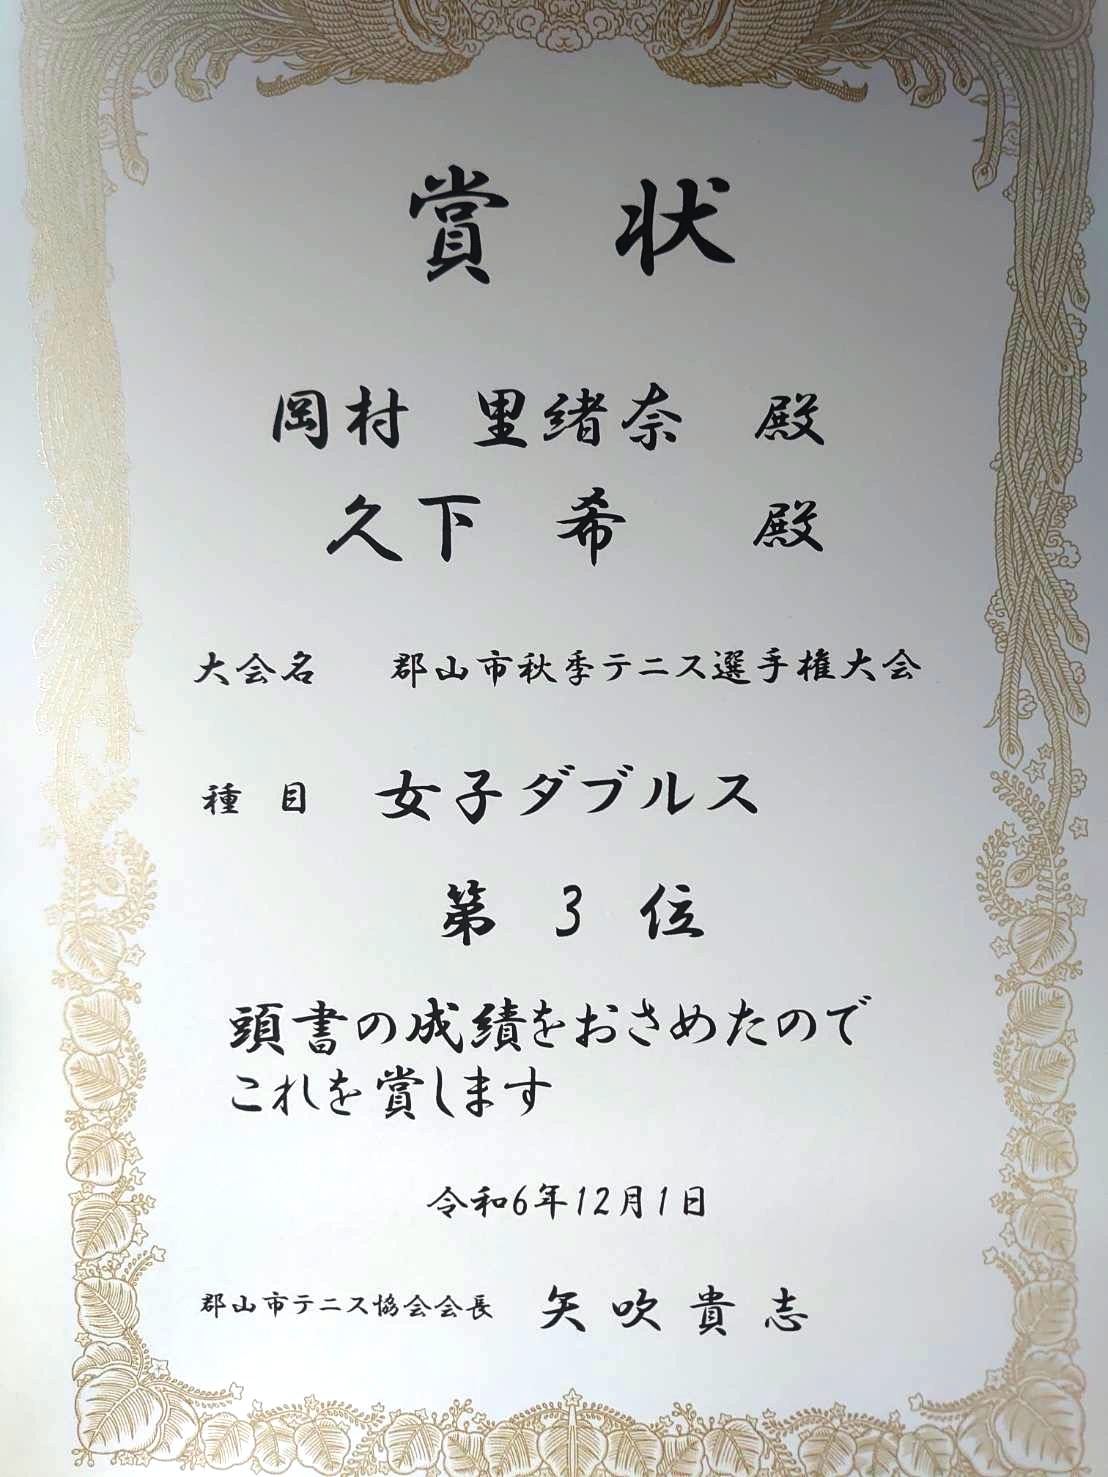 賞状
岡村 里緒奈 殿
久下 希 殿
大会名 郡山市秋季テニス選手権大会
種目 女子ダブルス
第3位
頭書の成績をおさめたので
これを賞します
令和6年12月1日
郡山市テニス協会会長 矢吹貴志